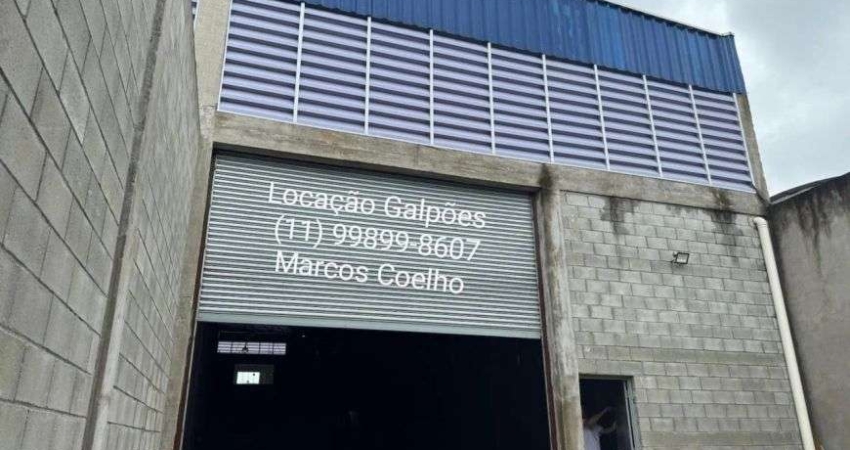 Locação Galpões
(11) 99899-8607
Marcos Coelho